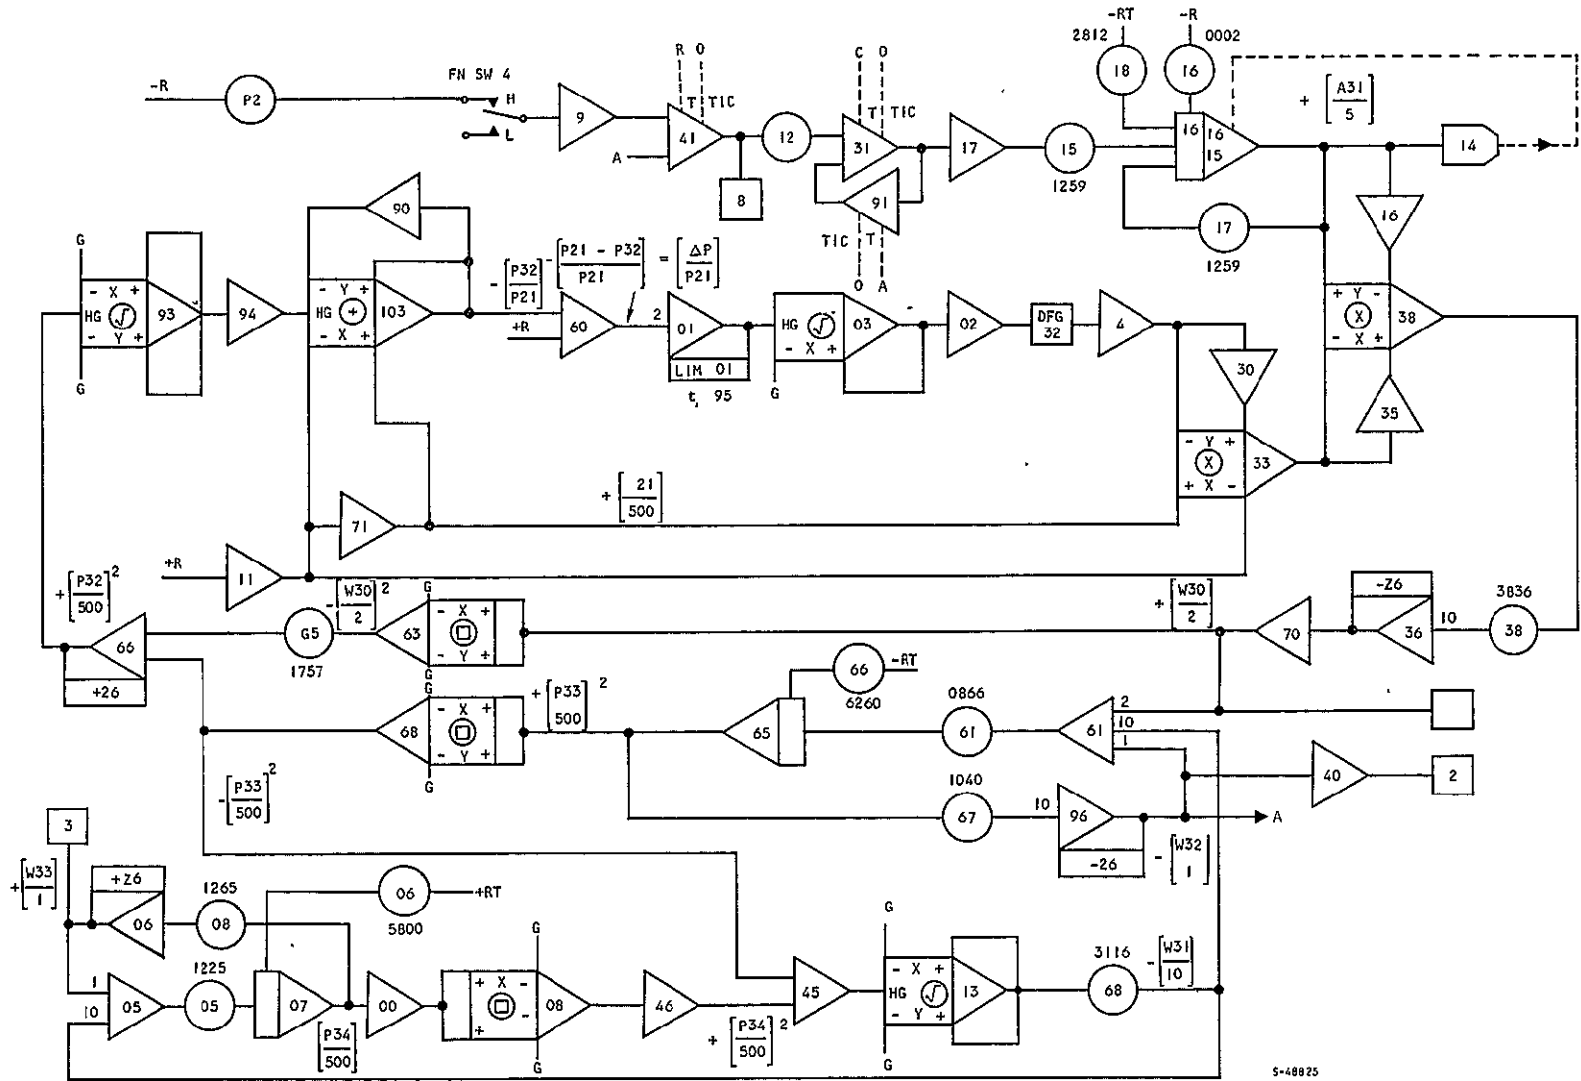 -RT
-R
2812
0002
18
16
R O
C O
FN SW 4
-R
P2
H
L
9
T TIC
41
A
8
12
T TIC
31
91
TIC T
O A
17
15
1259
16
16
15
17
1259
+ [A31/5]
14
16
90
G
- X +
HG √
- Y +
G
93
94
- Y +
HG +
- X +
103
- [P32/P21]
- [P21 - P32/P21] = [ΔP/P21]
+R
60
2
01
LIM 01
t, 95
HG √
- X +
G
03
02
DFG
32
4
30
+ Y -
X
- X +
38
35
- Y +
X
+ X -
33
71
+ [21/500]
+R
11
+ [P32/500]²
- [W30/2]²
G
63
- X +
- Y +
G
+ [W30/2]
70
-Z6
36
10
3836
38
66
+26
G5
1757
G
68
- X +
- Y +
G
+ [P33/500]²
66
-RT
6260
65
0866
61
61
2
10
1
1040
67
10
96
-26
- [W32/1]
A
40
2
- [P33/500]²
3
+ [W33/1]
+Z6
06
1265
08
06
+RT
5800
1
10
05
1225
05
07
[P34/500]
00
G
+ X -
+ -
08
G
46
+ [P34/500]²
45
G
- X +
HG √
- Y +
G
13
3116
68
- [W31/10]
S-48825